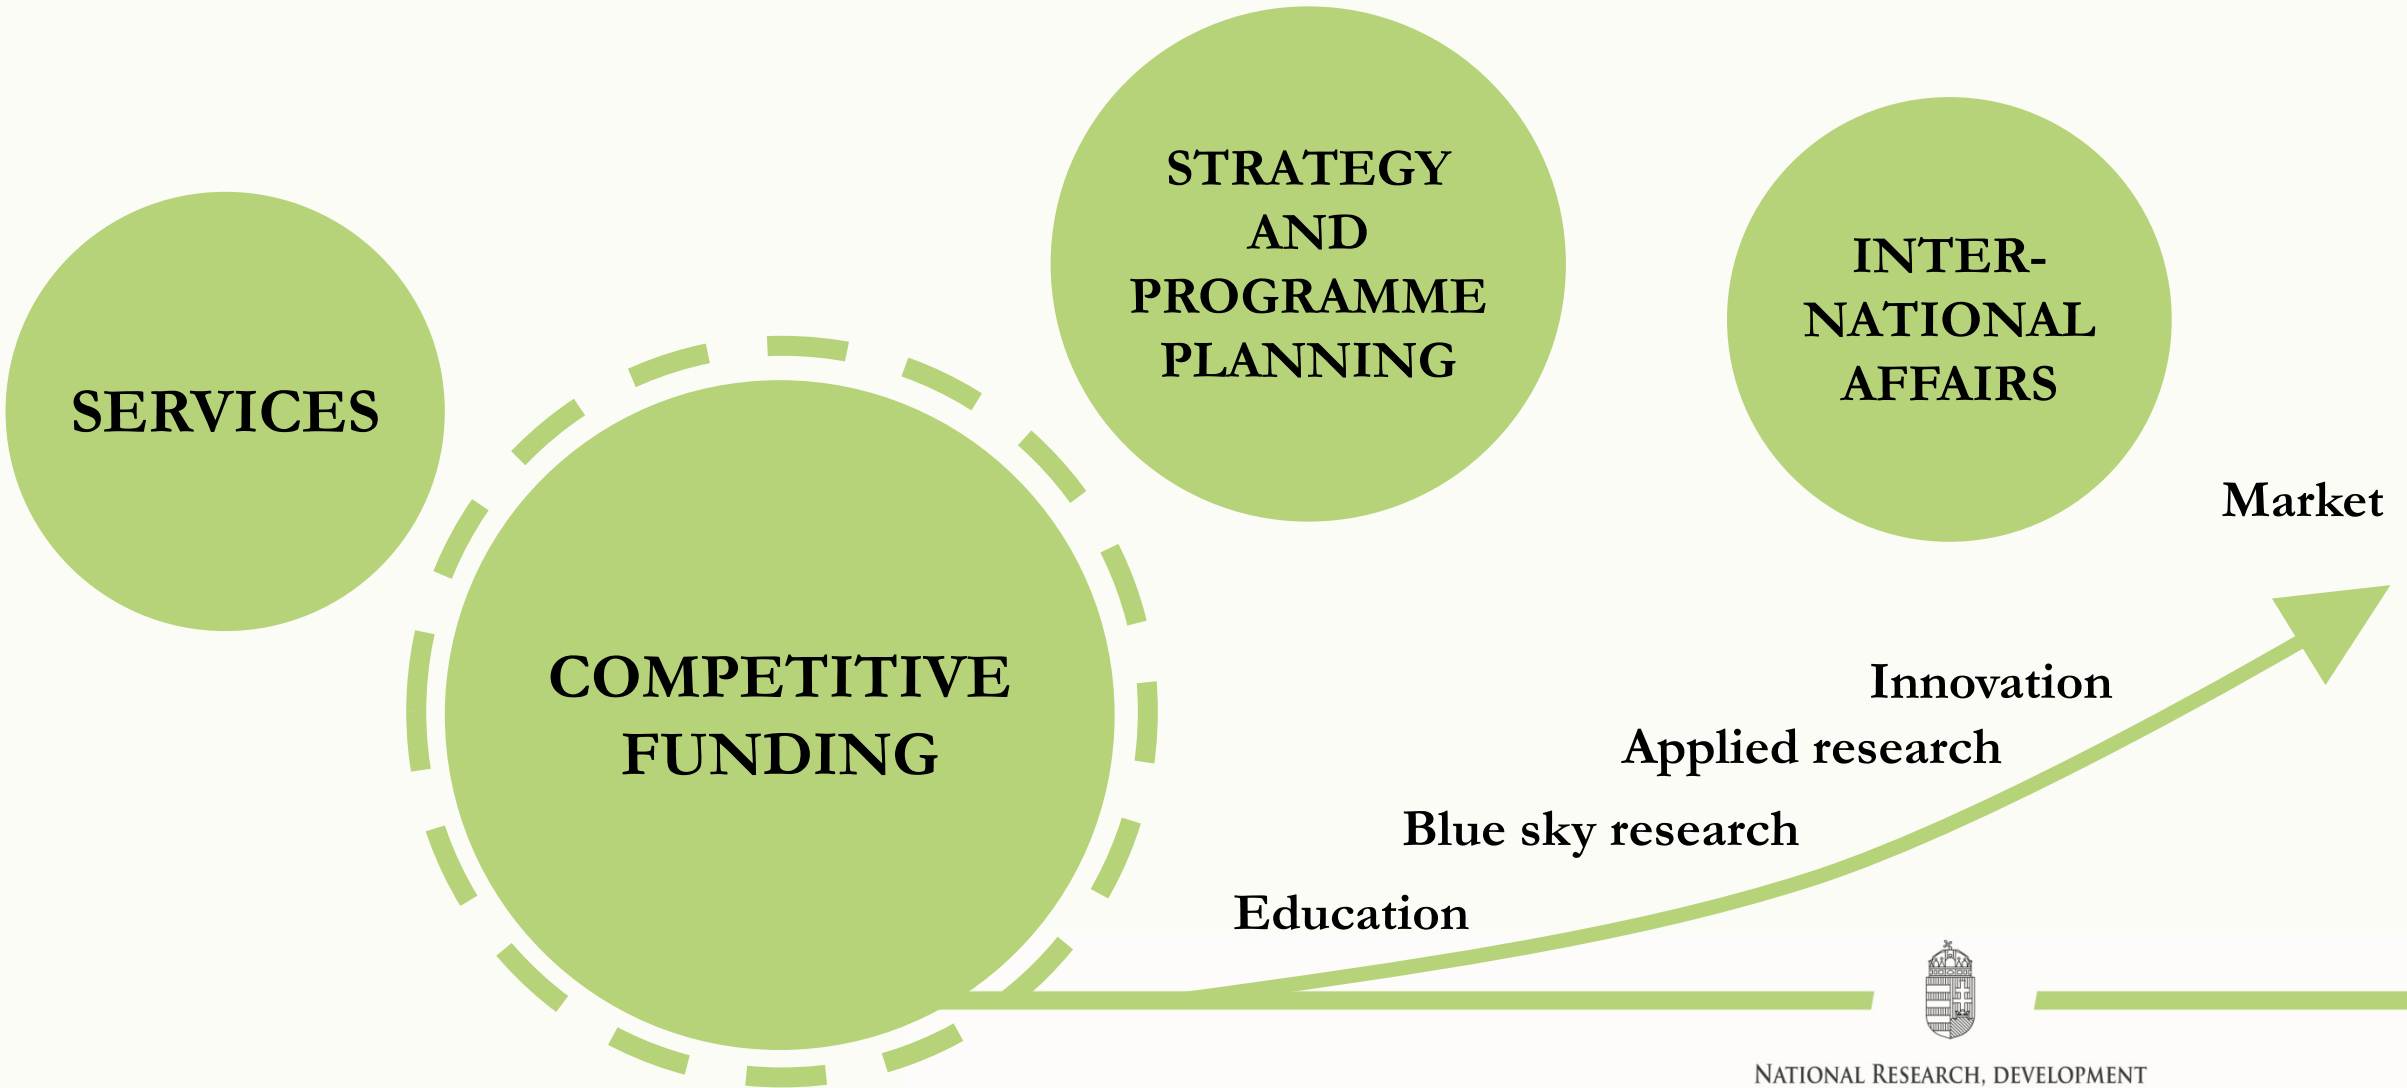 SERVICES
COMPETITIVE
FUNDING
STRATEGY
AND
PROGRAMME
PLANNING
INTER-
NATIONAL
AFFAIRS
Market
Innovation
Applied research
Blue sky research
Education
NATIONAL RESEARCH, DEVELOPMENT